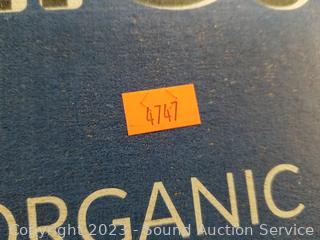 4747
ORGANIC
Copyright 2023 - Sound Auction Service